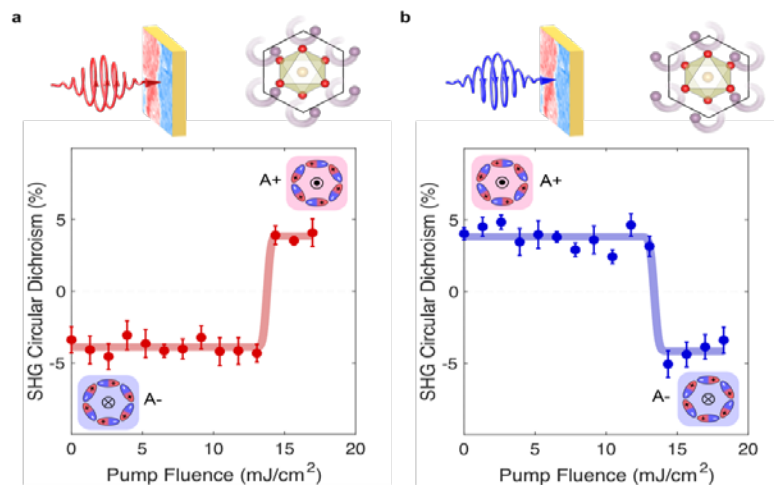 a
A+
5
0
-5
SHG Circular Dichroism (%)
A-
0
5
10
15
20
Pump Fluence (mJ/cm²)
b
A+
5
0
-5
SHG Circular Dichroism (%)
A-
0
5
10
15
20
Pump Fluence (mJ/cm²)